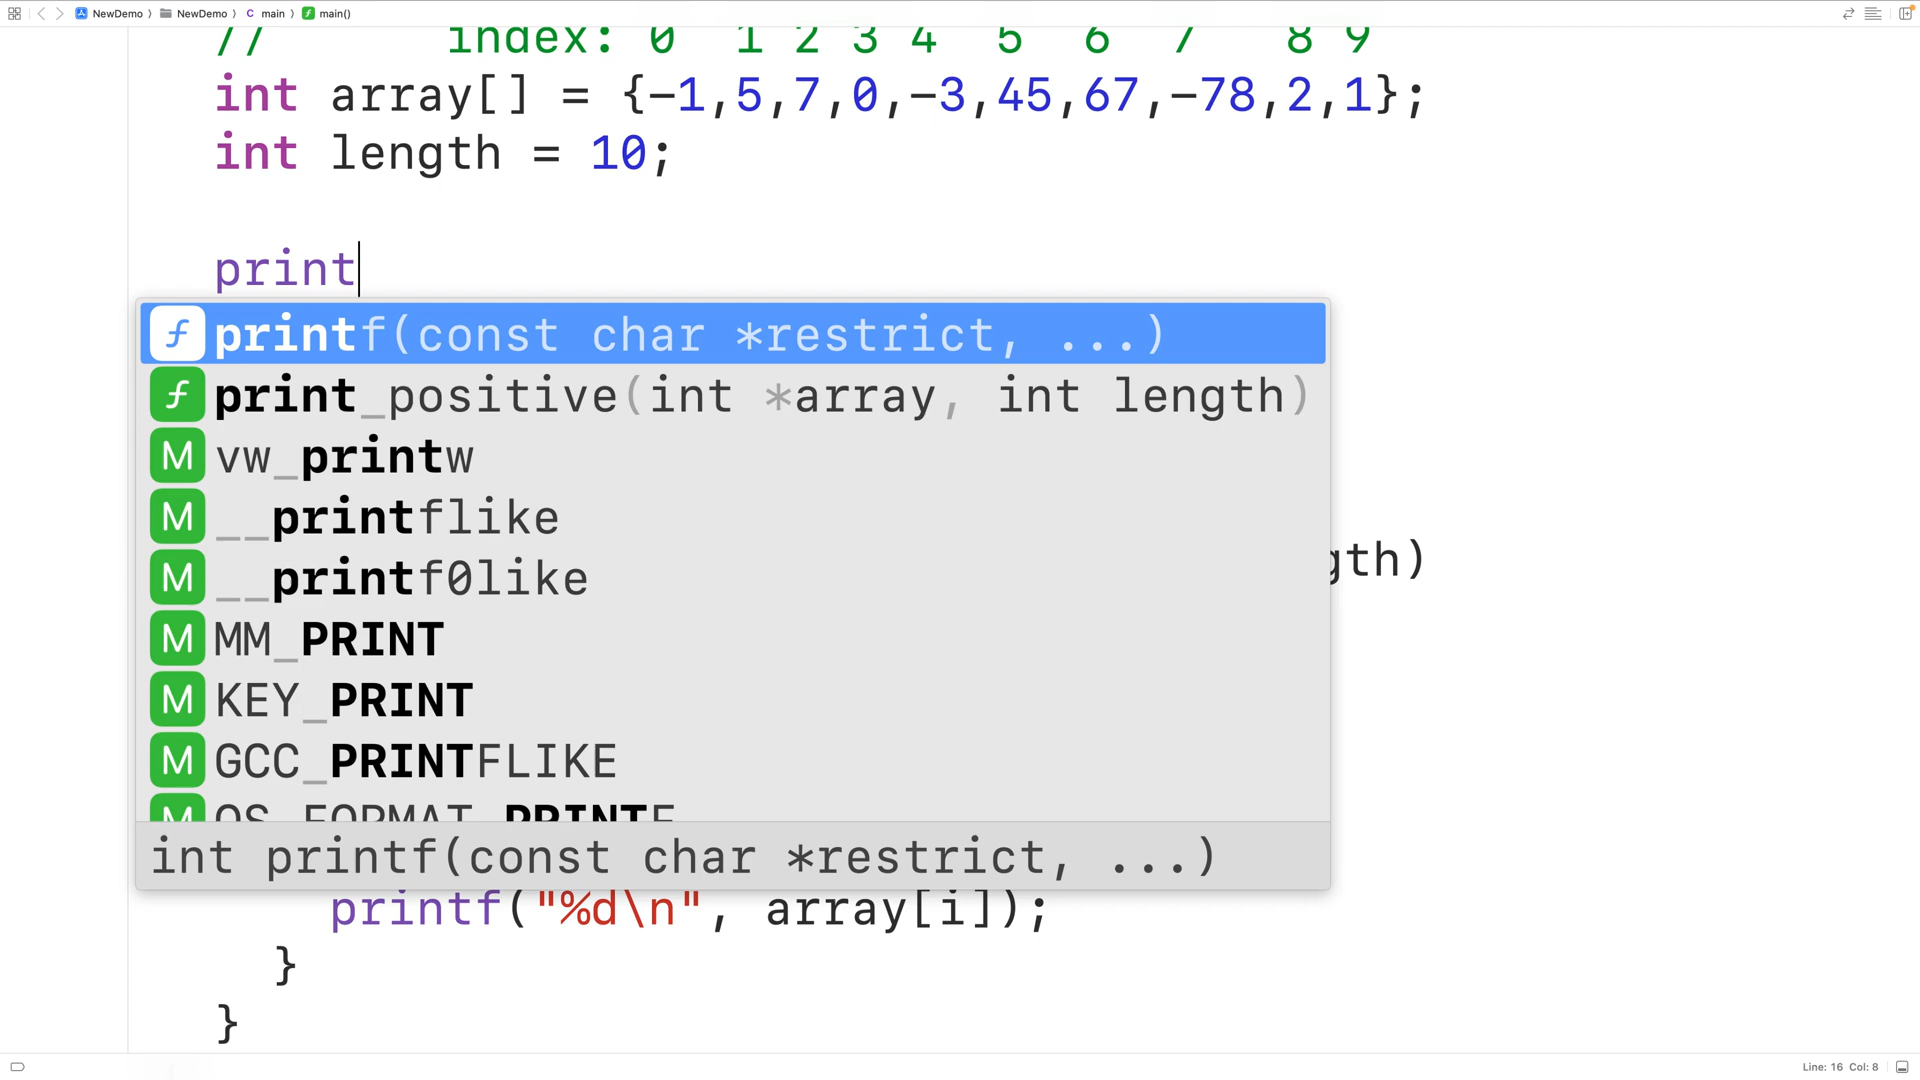 NewDemo 〉 NewDemo 〉 C main 〉 f main()
// index: 0 1 2 3 4 5 6 7 8 9
int array[] = {-1,5,7,0,-3,45,67,-78,2,1};
int length = 10;
print
f printf(const char *restrict, ...)
f print_positive(int *array, int length)
M vw_printw
M __printflike
M __printf0like
gth)
M MM_PRINT
M KEY_PRINT
M GCC_PRINTFLIKE
M OS_FORMAT_PRINTF
int printf(const char *restrict, ...)
printf("%d\n", array[i]);
}
}
Line: 16 Col: 8